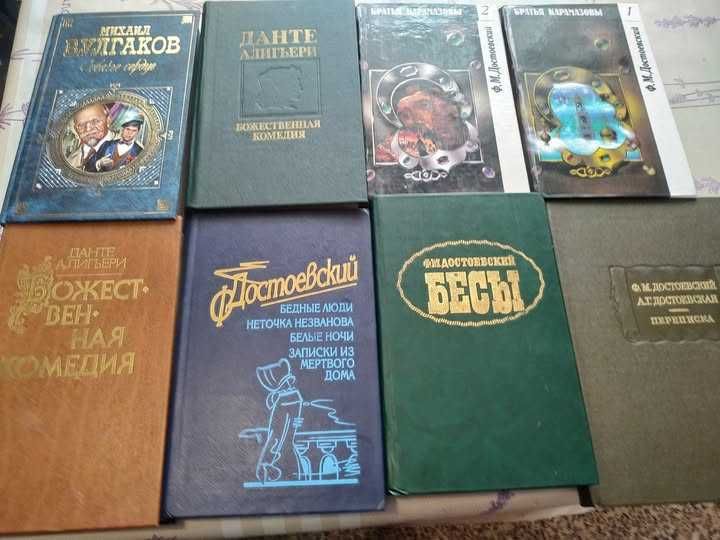 МИХАИЛ
БУЛГАКОВ
Собачье сердце
ДАНТЕ
АЛИГЬЕРИ
БОЖЕСТВЕННАЯ
КОМЕДИЯ
БРАТЬЯ КАРАМАЗОВЫ
2
Ф.М.Достоевский
БРАТЬЯ КАРАМАЗОВЫ
1
Ф.М.Достоевский
ДАНТЕ
АЛИГЬЕРИ
БОЖЕСТ·
ВЕН·
НАЯ
КОМЕДИЯ
Ф.Достоевский
БЕДНЫЕ ЛЮДИ
НЕТОЧКА НЕЗВАНОВА
БЕЛЫЕ НОЧИ
ЗАПИСКИ ИЗ
МЕРТВОГО
ДОМА
Ф·М·ДОСТОЕВСКИЙ
БЕСЫ
Ф. М. ДОСТОЕВСКИЙ
А. Г. ДОСТОЕВСКАЯ
ПЕРЕПИСКА